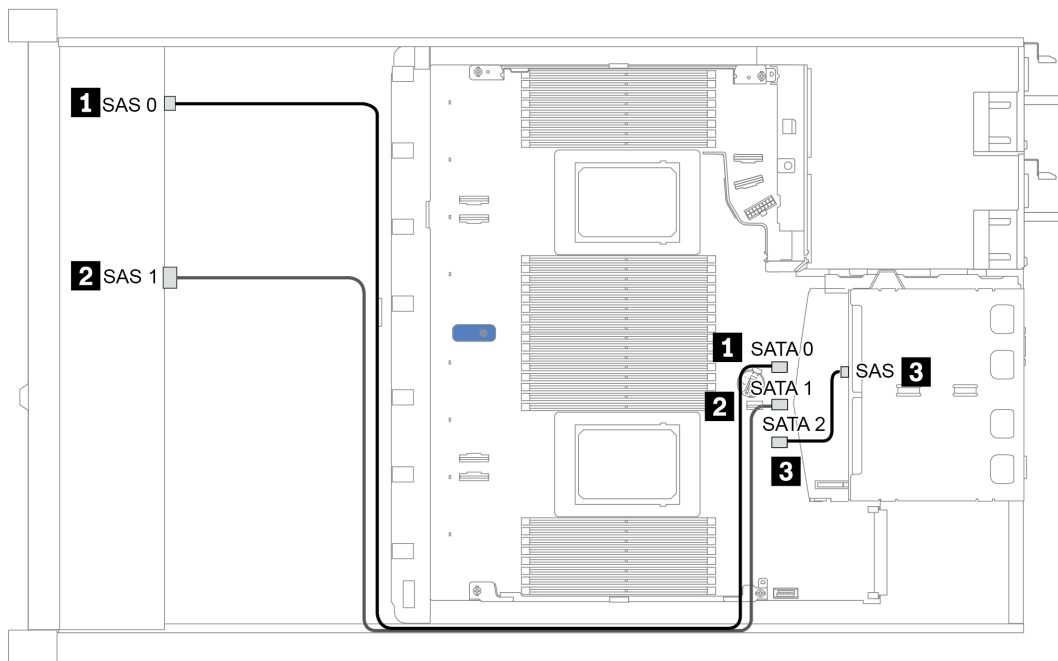 1 SAS 0
2 SAS 1
1 SATA 0
SAS 3
2 SATA 1
SATA 2
3